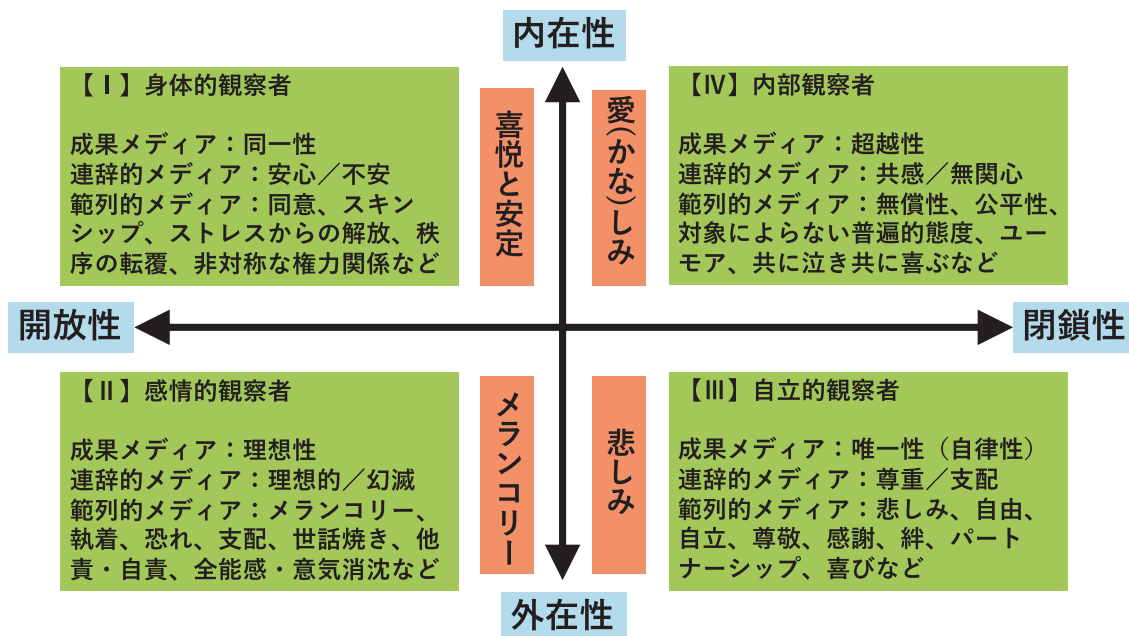 内在性
【Ⅰ】身体的観察者
成果メディア：同一性
連辞的メディア：安心／不安
範列的メディア：同意、スキン
シップ、ストレスからの解放、秩
序の転覆、非対称な権力関係など
喜悦と安定
愛(かな)しみ
【Ⅳ】内部観察者
成果メディア：超越性
連辞的メディア：共感／無関心
範列的メディア：無償性、公平性、
対象によらない普遍的態度、ユー
モア、共に泣き共に喜ぶなど
開放性
閉鎖性
【Ⅱ】感情的観察者
成果メディア：理想性
連辞的メディア：理想的／幻滅
範列的メディア：メランコリー、
執着、恐れ、支配、世話焼き、他
責・自責、全能感・意気消沈など
メランコリー
悲しみ
【Ⅲ】自立的観察者
成果メディア：唯一性（自律性）
連辞的メディア：尊重／支配
範列的メディア：悲しみ、自由、
自立、尊敬、感謝、絆、パート
ナーシップ、喜びなど
外在性